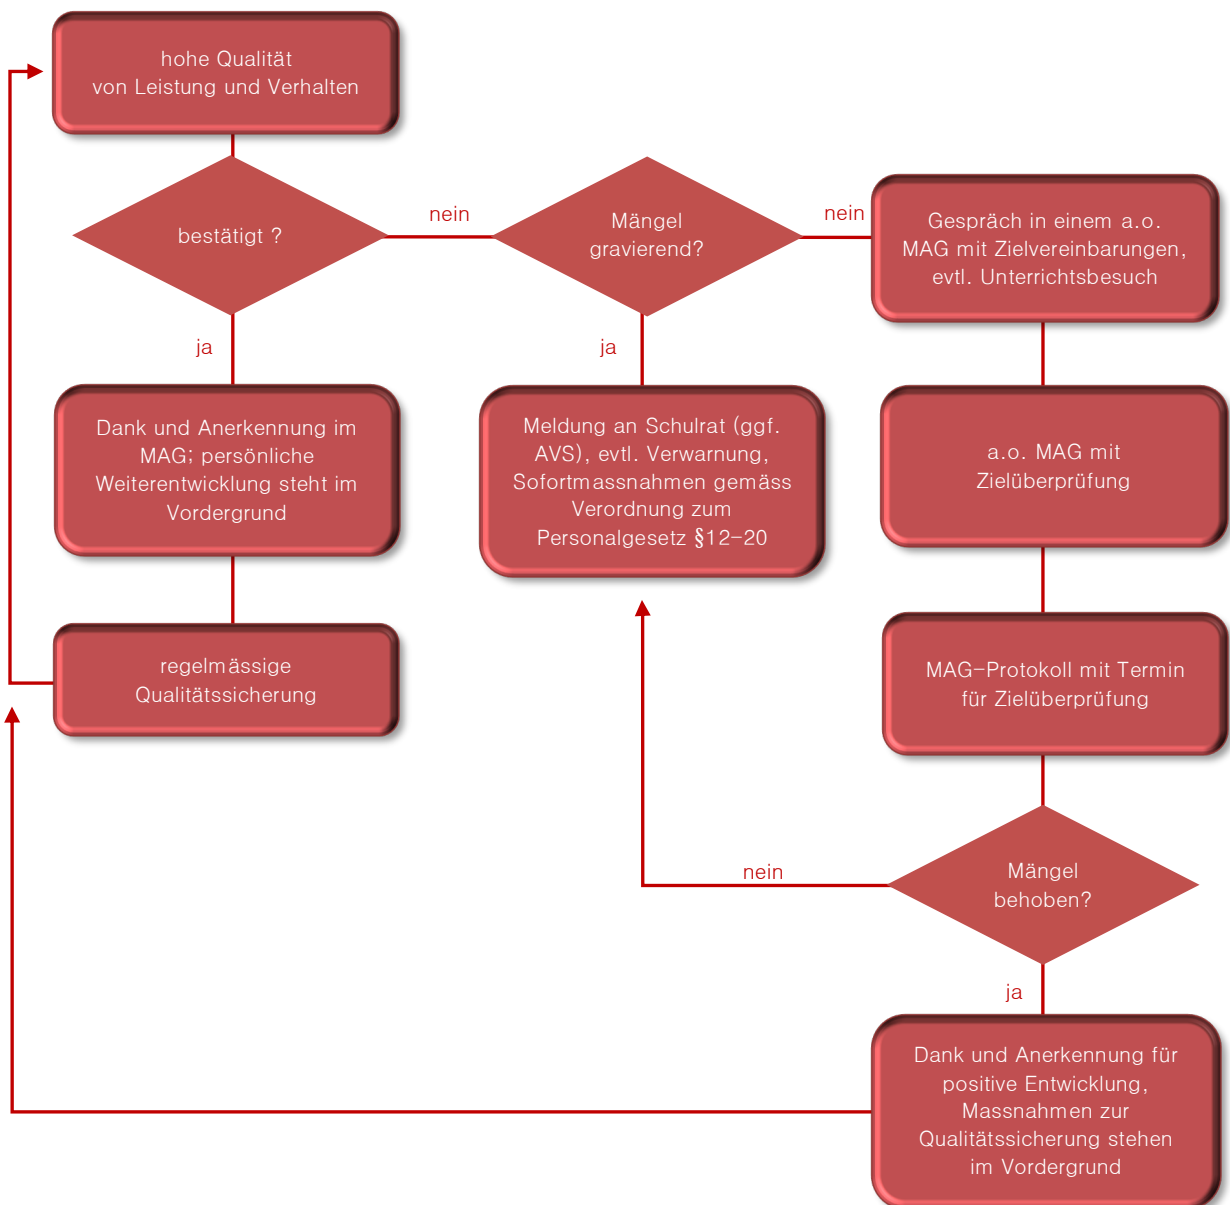 hohe Qualität
von Leistung und Verhalten
bestätigt ?
nein
Mängel
gravierend?
nein
Gespräch in einem a.o.
MAG mit Zielvereinbarungen,
evtl. Unterrichtsbesuch
ja
ja
Dank und Anerkennung im
MAG; persönliche
Weiterentwicklung steht im
Vordergrund
Meldung an Schulrat (ggf.
AVS), evtl. Verwarnung,
Sofortmassnahmen gemäss
Verordnung zum
Personalgesetz §12-20
a.o. MAG mit
Zielüberprüfung
regelmässige
Qualitätssicherung
MAG-Protokoll mit Termin
für Zielüberprüfung
nein
Mängel
behoben?
ja
Dank und Anerkennung für
positive Entwicklung,
Massnahmen zur
Qualitätssicherung stehen
im Vordergrund